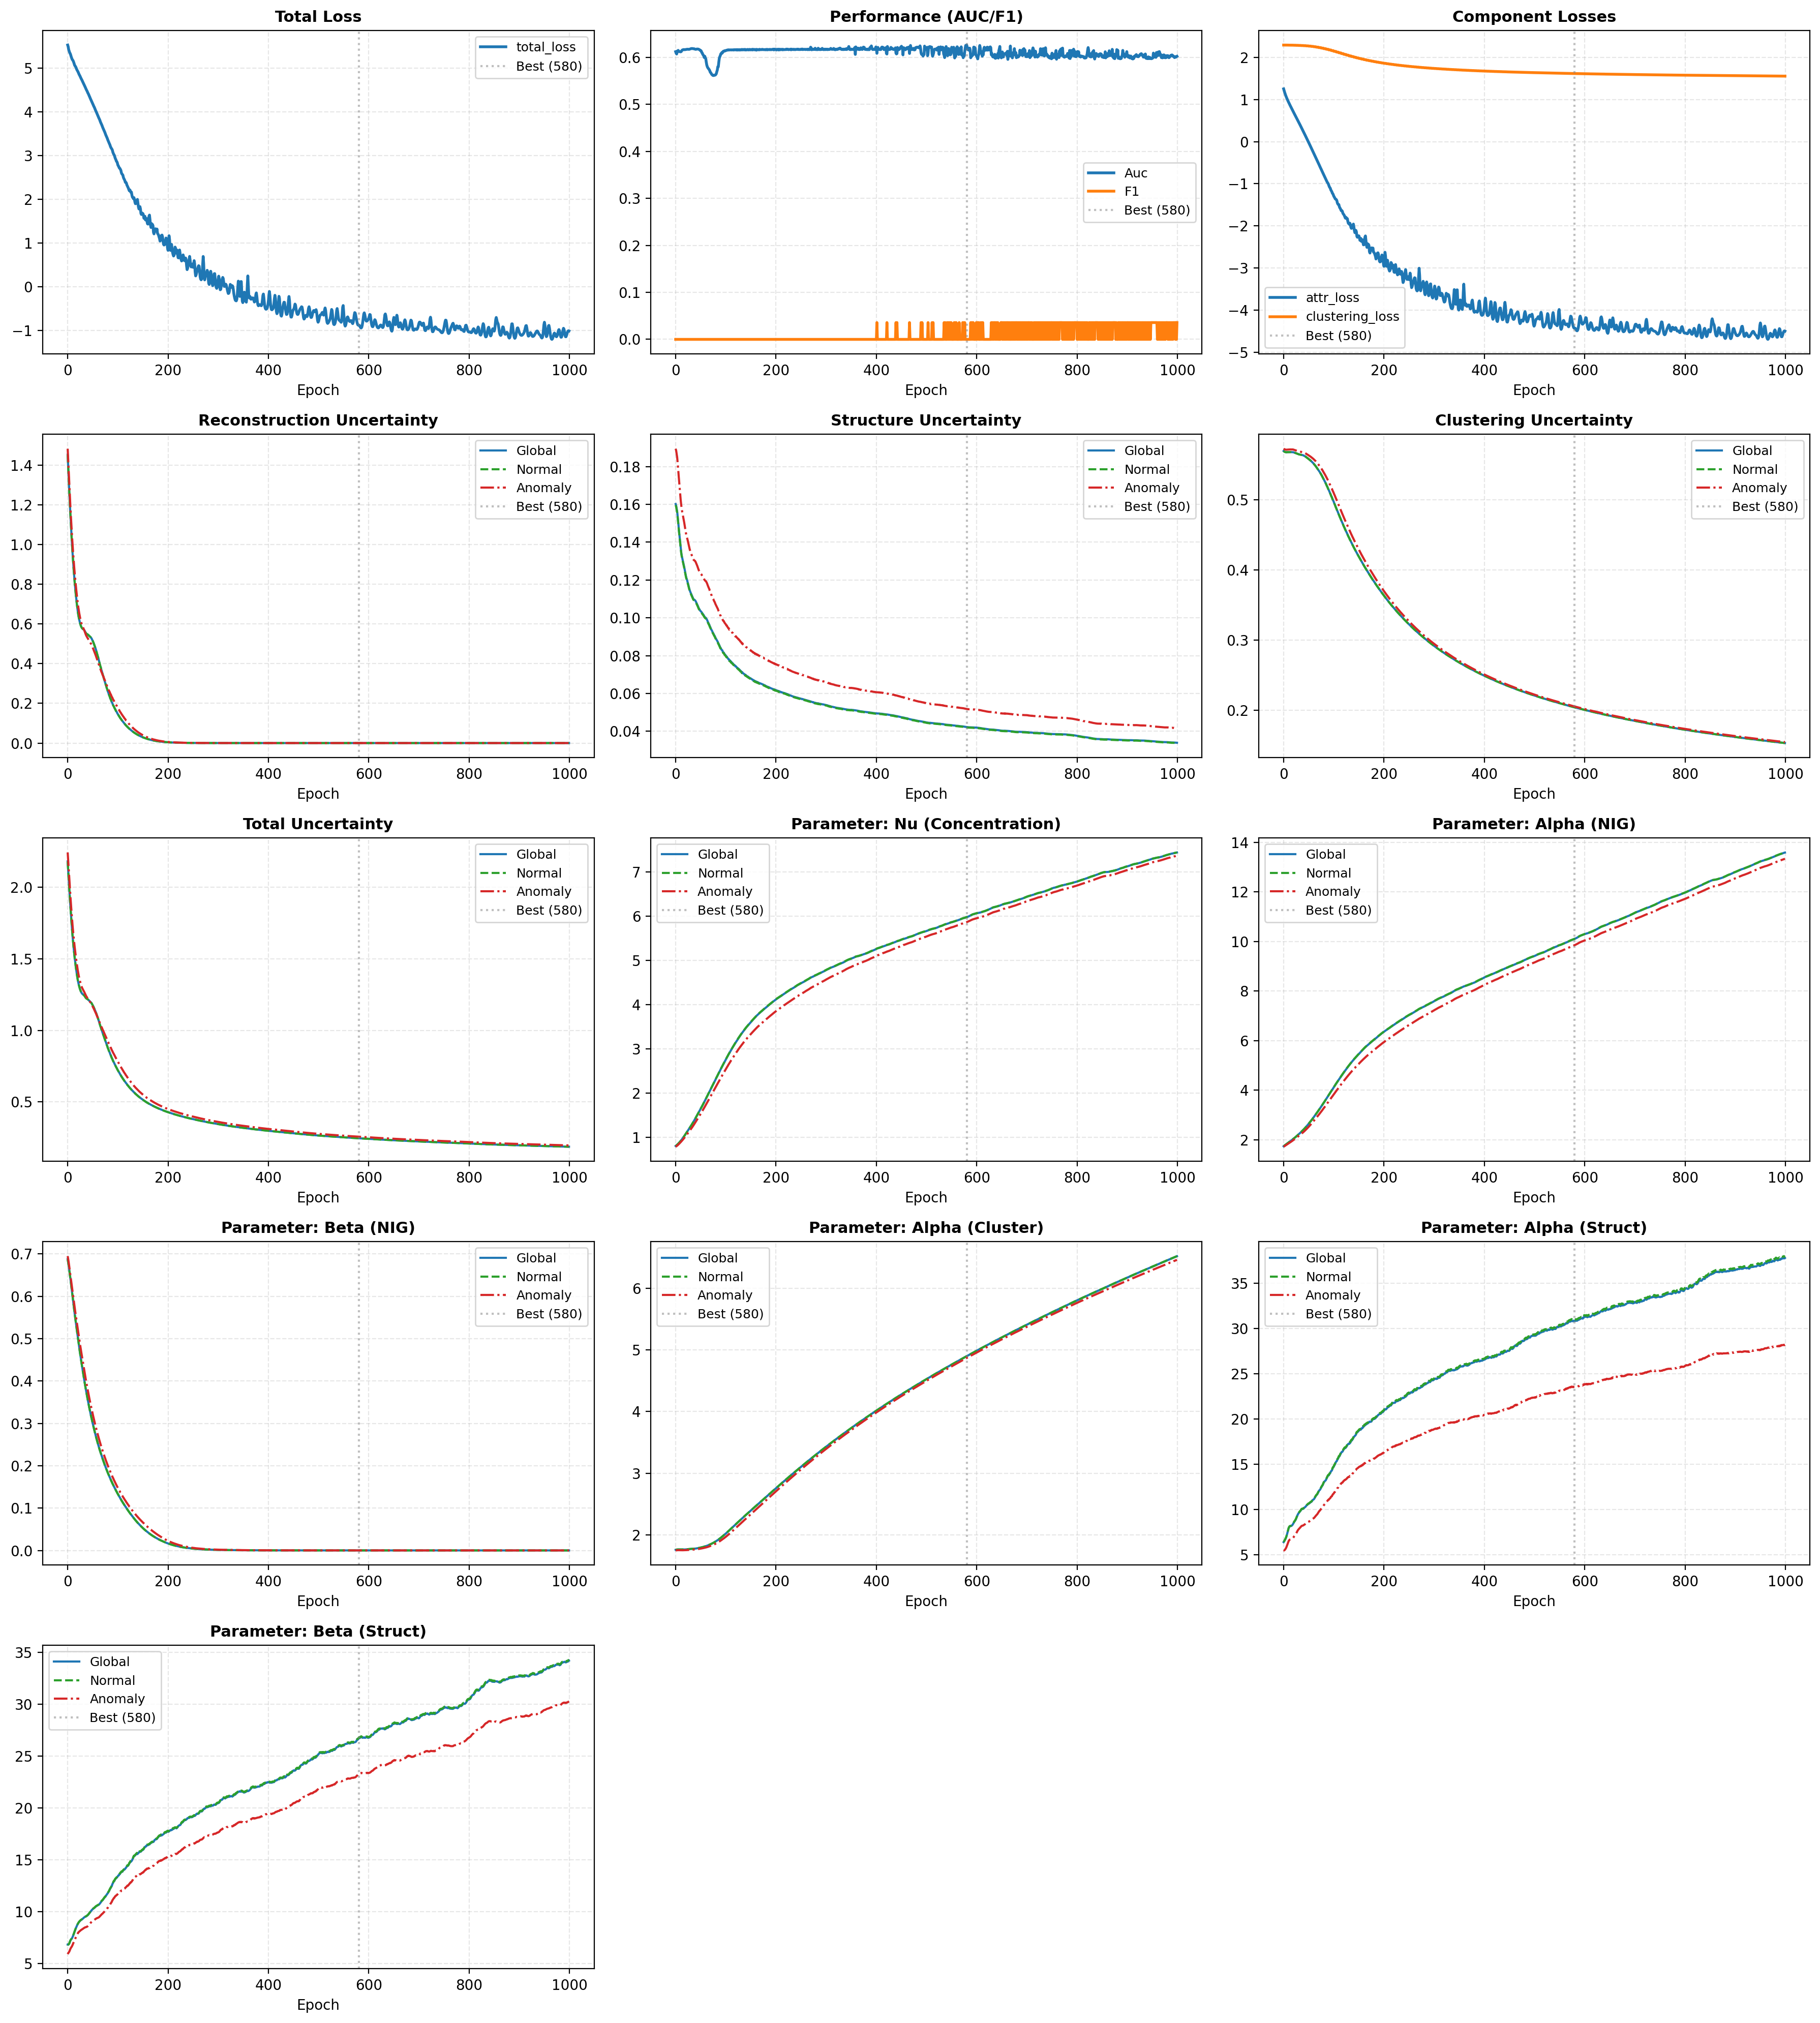 Total Loss
5
4
3
2
1
0
−1
total_loss
Best (580)
0 200 400 600 800 1000
Epoch
Performance (AUC/F1)
0.6
0.5
0.4
0.3
0.2
0.1
0.0
Auc
F1
Best (580)
0 200 400 600 800 1000
Epoch
Component Losses
2
1
0
−1
−2
−3
−4
−5
attr_loss
clustering_loss
Best (580)
0 200 400 600 800 1000
Epoch
Reconstruction Uncertainty
1.4
1.2
1.0
0.8
0.6
0.4
0.2
0.0
Global
Normal
Anomaly
Best (580)
0 200 400 600 800 1000
Epoch
Structure Uncertainty
0.18
0.16
0.14
0.12
0.10
0.08
0.06
0.04
Global
Normal
Anomaly
Best (580)
0 200 400 600 800 1000
Epoch
Clustering Uncertainty
0.5
0.4
0.3
0.2
Global
Normal
Anomaly
Best (580)
0 200 400 600 800 1000
Epoch
Total Uncertainty
2.0
1.5
1.0
0.5
Global
Normal
Anomaly
Best (580)
0 200 400 600 800 1000
Epoch
Parameter: Nu (Concentration)
7
6
5
4
3
2
1
Global
Normal
Anomaly
Best (580)
0 200 400 600 800 1000
Epoch
Parameter: Alpha (NIG)
14
12
10
8
6
4
2
Global
Normal
Anomaly
Best (580)
0 200 400 600 800 1000
Epoch
Parameter: Beta (NIG)
0.7
0.6
0.5
0.4
0.3
0.2
0.1
0.0
Global
Normal
Anomaly
Best (580)
0 200 400 600 800 1000
Epoch
Parameter: Alpha (Cluster)
6
5
4
3
2
Global
Normal
Anomaly
Best (580)
0 200 400 600 800 1000
Epoch
Parameter: Alpha (Struct)
35
30
25
20
15
10
5
Global
Normal
Anomaly
Best (580)
0 200 400 600 800 1000
Epoch
Parameter: Beta (Struct)
35
30
25
20
15
10
5
Global
Normal
Anomaly
Best (580)
0 200 400 600 800 1000
Epoch